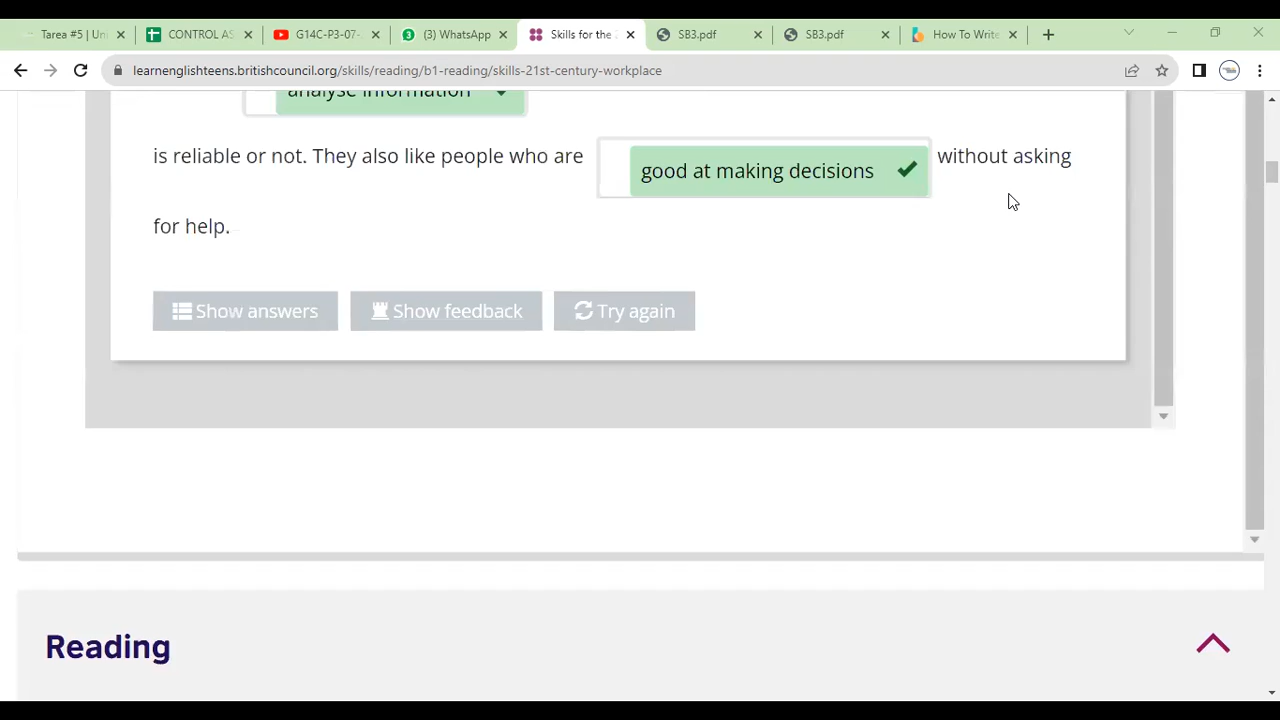 Tarea #5 | Un
CONTROL AS
G14C-P3-07-
(3) WhatsApp
Skills for the
SB3.pdf
SB3.pdf
How To Write
learnenglishteens.britishcouncil.org/skills/reading/b1-reading/skills-21st-century-workplace
analyse information
is reliable or not. They also like people who are good at making decisions without asking
for help.
Show answers Show feedback Try again
Reading